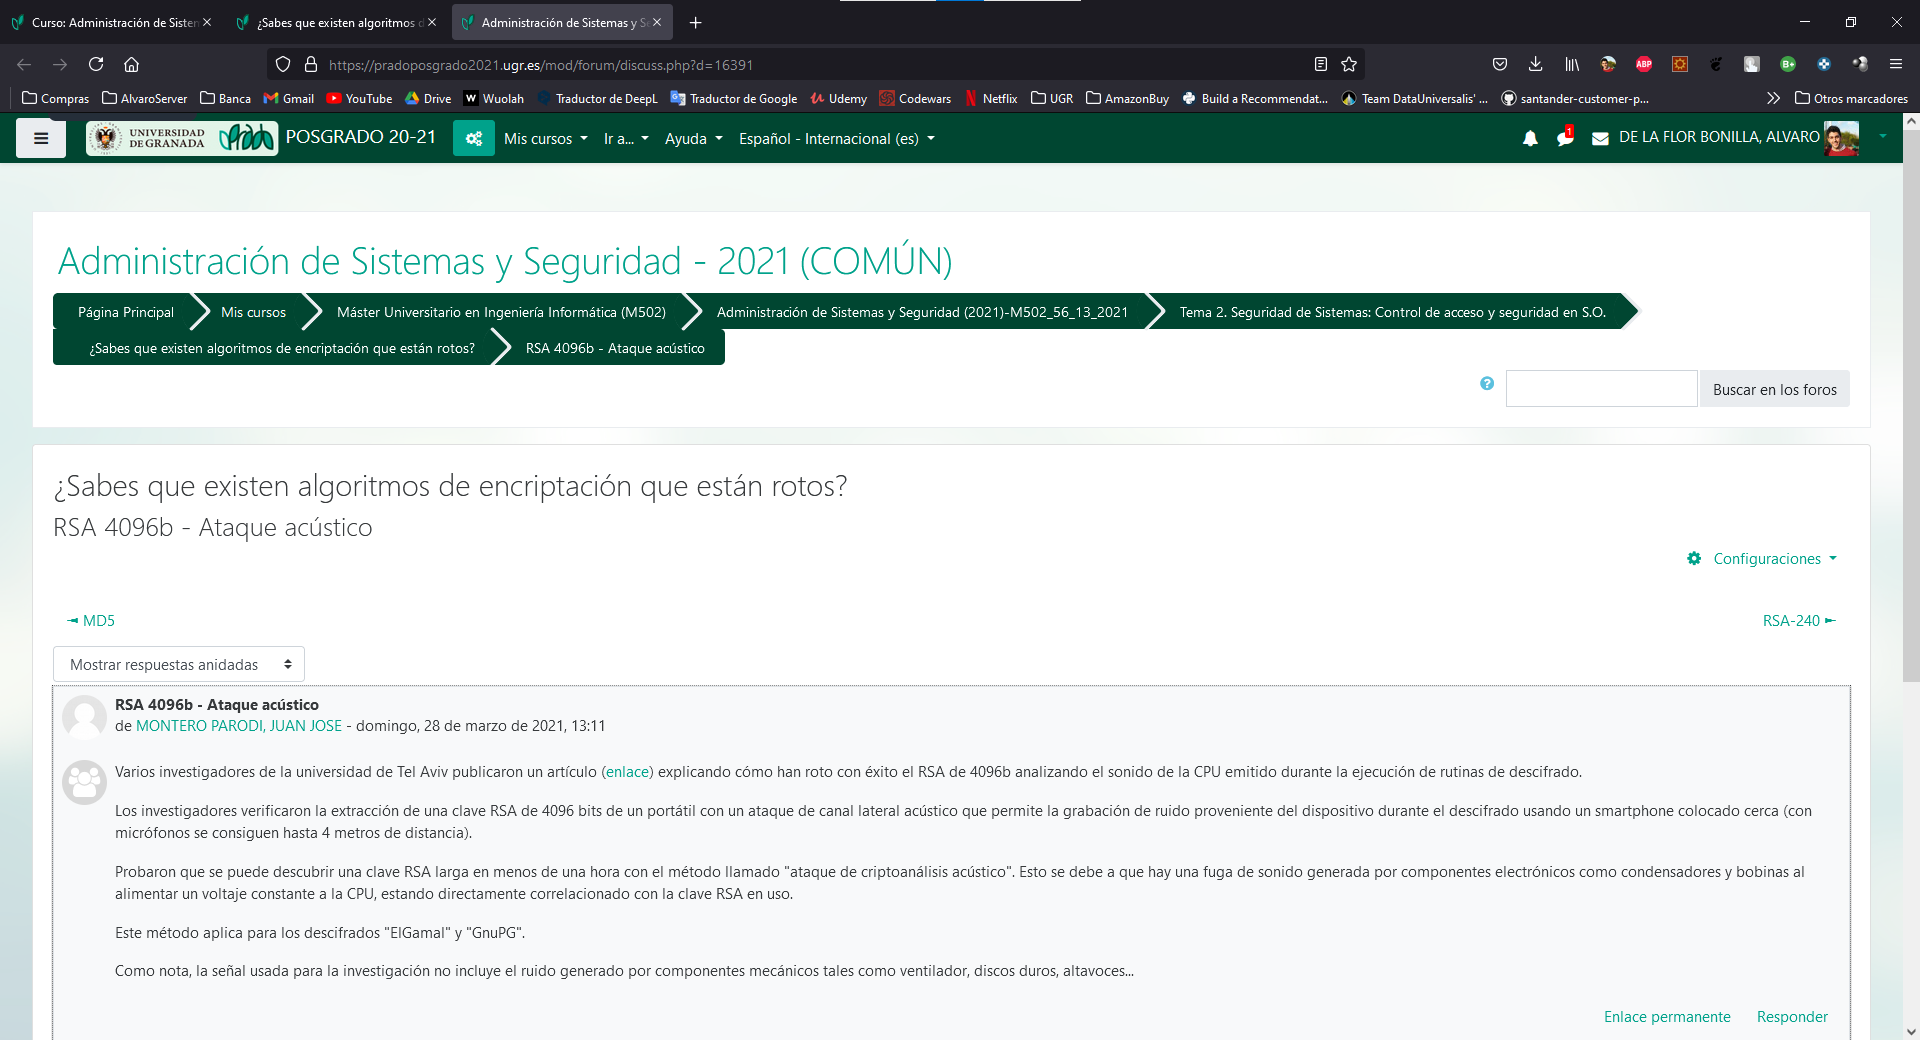 Curso: Administración de Sisten
¿Sabes que existen algoritmos d
Administración de Sistemas y Se
https://pradoposgrado2021.ugr.es/mod/forum/discuss.php?d=16391
Compras AlvaroServer Banca Gmail YouTube Drive Wuolah Traductor de DeepL Traductor de Google Udemy Codewars Netflix UGR AmazonBuy Build a Recommendat... Team DataUniversalis' ... santander-customer-p... Otros marcadores
UNIVERSIDAD
DE GRANADA
POSGRADO 20-21 Mis cursos Ir a... Ayuda Español - Internacional (es) 1 DE LA FLOR BONILLA, ALVARO
Administración de Sistemas y Seguridad - 2021 (COMÚN)
Página Principal Mis cursos Máster Universitario en Ingeniería Informática (M502) Administración de Sistemas y Seguridad (2021)-M502_56_13_2021 Tema 2. Seguridad de Sistemas: Control de acceso y seguridad en S.O.
¿Sabes que existen algoritmos de encriptación que están rotos? RSA 4096b - Ataque acústico
Buscar en los foros
¿Sabes que existen algoritmos de encriptación que están rotos?
RSA 4096b - Ataque acústico
Configuraciones
◄ MD5
RSA-240 ►
Mostrar respuestas anidadas
RSA 4096b - Ataque acústico
de MONTERO PARODI, JUAN JOSE - domingo, 28 de marzo de 2021, 13:11
Varios investigadores de la universidad de Tel Aviv publicaron un artículo (enlace) explicando cómo han roto con éxito el RSA de 4096b analizando el sonido de la CPU emitido durante la ejecución de rutinas de descifrado.
Los investigadores verificaron la extracción de una clave RSA de 4096 bits de un portátil con un ataque de canal lateral acústico que permite la grabación de ruido proveniente del dispositivo durante el descifrado usando un smartphone colocado cerca (con
micrófonos se consiguen hasta 4 metros de distancia).
Probaron que se puede descubrir una clave RSA larga en menos de una hora con el método llamado "ataque de criptoanálisis acústico". Esto se debe a que hay una fuga de sonido generada por componentes electrónicos como condensadores y bobinas al
alimentar un voltaje constante a la CPU, estando directamente correlacionado con la clave RSA en uso.
Este método aplica para los descifrados "ElGamal" y "GnuPG".
Como nota, la señal usada para la investigación no incluye el ruido generado por componentes mecánicos tales como ventilador, discos duros, altavoces...
Enlace permanente Responder